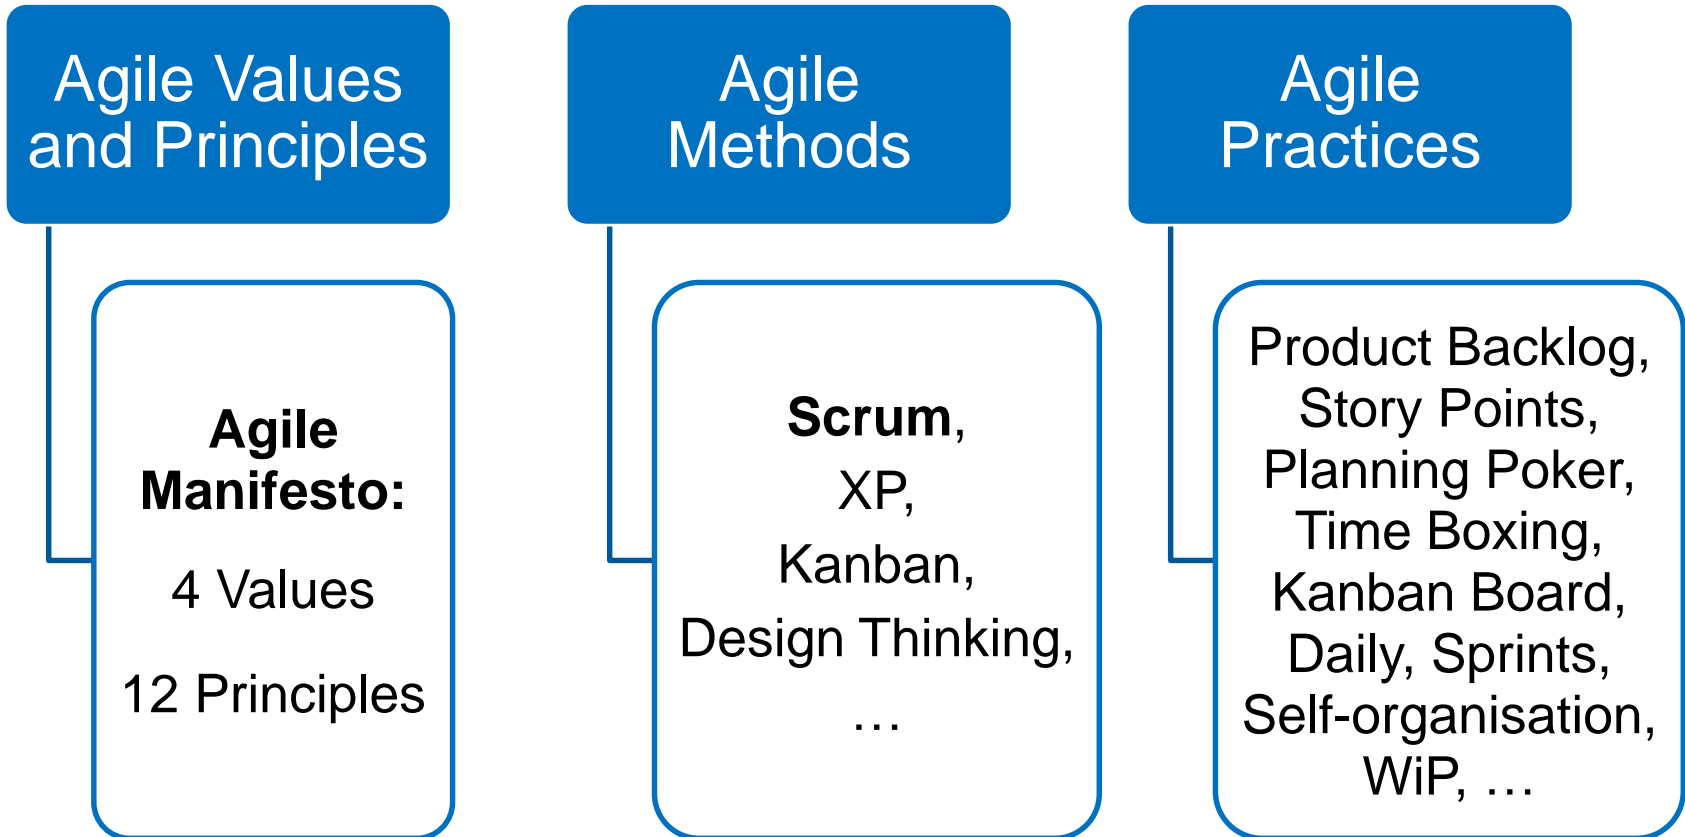 Agile Values
and Principles
Agile
Manifesto:
4 Values
12 Principles
Agile
Methods
Scrum,
XP,
Kanban,
Design Thinking,
…
Agile
Practices
Product Backlog,
Story Points,
Planning Poker,
Time Boxing,
Kanban Board,
Daily, Sprints,
Self-organisation,
WiP, …